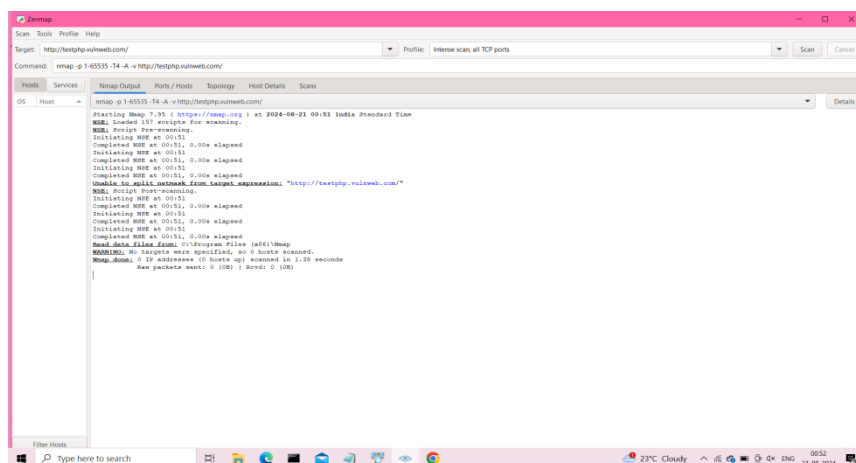 Zenmap
Scan Tools Profile Help
Target: http://testphp.vulnweb.com/ Profile: Intense scan, all TCP ports Scan Cancel
Command: nmap -p 1-65535 -T4 -A -v http://testphp.vulnweb.com/
Hosts Services Nmap Output Ports / Hosts Topology Host Details Scans
OS Host nmap -p 1-65535 -T4 -A -v http://testphp.vulnweb.com/ Details
Starting Nmap 7.95 ( https://nmap.org ) at 2024-08-21 00:51 India Standard Time
NSE: Loaded 157 scripts for scanning.
NSE: Script Pre-scanning.
Initiating NSE at 00:51
Completed NSE at 00:51, 0.00s elapsed
Initiating NSE at 00:51
Completed NSE at 00:51, 0.00s elapsed
Initiating NSE at 00:51
Completed NSE at 00:51, 0.00s elapsed
Unable to split netmask from target expression: "http://testphp.vulnweb.com/"
NSE: Script Post-scanning.
Initiating NSE at 00:51
Completed NSE at 00:51, 0.00s elapsed
Initiating NSE at 00:51
Completed NSE at 00:51, 0.00s elapsed
Initiating NSE at 00:51
Completed NSE at 00:51, 0.00s elapsed
Read data files from: C:\Program Files (x86)\Nmap
WARNING: No targets were specified, so 0 hosts scanned.
Nmap done: 0 IP addresses (0 hosts up) scanned in 1.38 seconds
Raw packets sent: 0 (0B) | Rcvd: 0 (0B)
Filter Hosts
Type here to search 23°C Cloudy ENG 00:52
21-08-2024